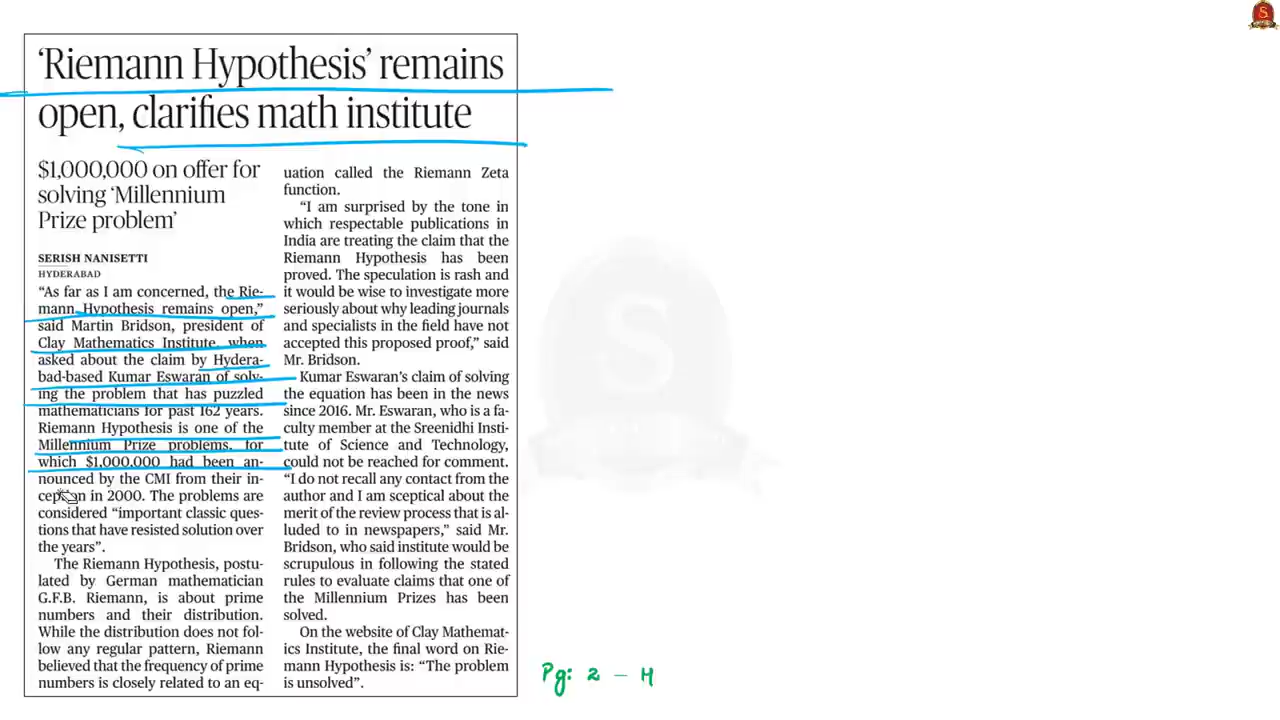 ‘Riemann Hypothesis’ remains
open, clarifies math institute
$1,000,000 on offer for
solving ‘Millennium
Prize problem’
SERISH NANISETTI
HYDERABAD
“As far as I am concerned, the Rie-
mann Hypothesis remains open,”
said Martin Bridson, president of
Clay Mathematics Institute, when
asked about the claim by Hydera-
bad-based Kumar Eswaran of solv-
ing the problem that has puzzled
mathematicians for past 162 years.
Riemann Hypothesis is one of the
Millennium Prize problems, for
which $1,000,000 had been an-
nounced by the CMI from their in-
ception in 2000. The problems are
considered “important classic ques-
tions that have resisted solution over
the years”.
The Riemann Hypothesis, postu-
lated by German mathematician
G.F.B. Riemann, is about prime
numbers and their distribution.
While the distribution does not fol-
low any regular pattern, Riemann
believed that the frequency of prime
numbers is closely related to an eq-
uation called the Riemann Zeta
function.
“I am surprised by the tone in
which respectable publications in
India are treating the claim that the
Riemann Hypothesis has been
proved. The speculation is rash and
it would be wise to investigate more
seriously about why leading journals
and specialists in the field have not
accepted this proposed proof,” said
Mr. Bridson.
Kumar Eswaran’s claim of solving
the equation has been in the news
since 2016. Mr. Eswaran, who is a fa-
culty member at the Sreenidhi Insti-
tute of Science and Technology,
could not be reached for comment.
“I do not recall any contact from the
author and I am sceptical about the
merit of the review process that is al-
luded to in newspapers,” said Mr.
Bridson, who said institute would be
scrupulous in following the stated
rules to evaluate claims that one of
the Millennium Prizes has been
solved.
On the website of Clay Mathemat-
ics Institute, the final word on Rie-
mann Hypothesis is: “The problem
is unsolved”.
Pg: 2 - H
S